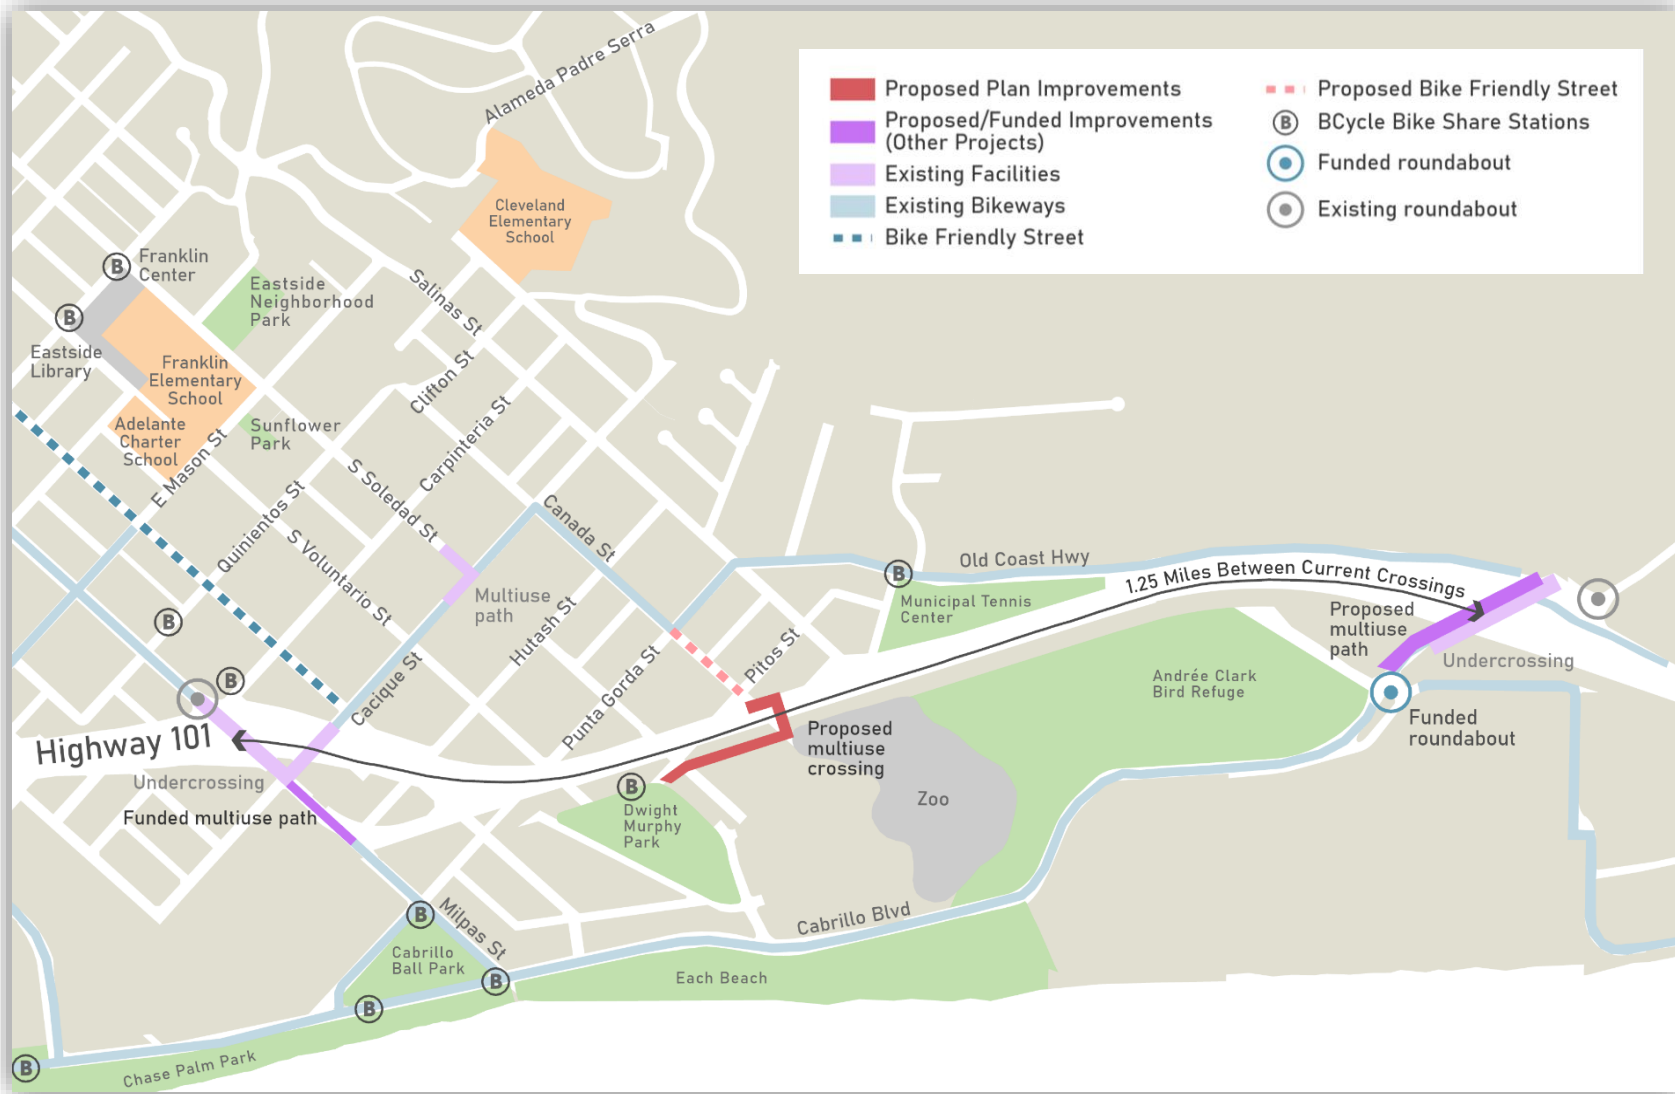 Alameda Padre Serra
Proposed Plan Improvements
Proposed/Funded Improvements
(Other Projects)
Existing Facilities
Existing Bikeways
Bike Friendly Street
Proposed Bike Friendly Street
B
BCycle Bike Share Stations
Funded roundabout
Existing roundabout
Cleveland
Elementary
School
B
Franklin
Center
Eastside
Neighborhood
Park
Salinas St
B
Eastside
Library
Franklin
Elementary
School
Clifton St
Adelante
Charter
School
Sunflower
Park
E Mason St
Carpinteria St
S Soledad St
Quinientos St
Canada St
S Voluntario St
Multiuse
path
B
Old Coast Hwy
1.25 Miles Between Current Crossings
Municipal Tennis
Center
Hutash St
Pitos St
Punta Gorda St
Cacique St
B
B
Proposed
multiuse
path
Undercrossing
Andrée Clark
Bird Refuge
Funded
roundabout
Highway 101
Proposed
multiuse
crossing
Undercrossing
Funded multiuse path
B
Dwight
Murphy
Park
Zoo
B
Milpas St
Cabrillo Blvd
Cabrillo
Ball Park
B
B
Each Beach
B
Chase Palm Park